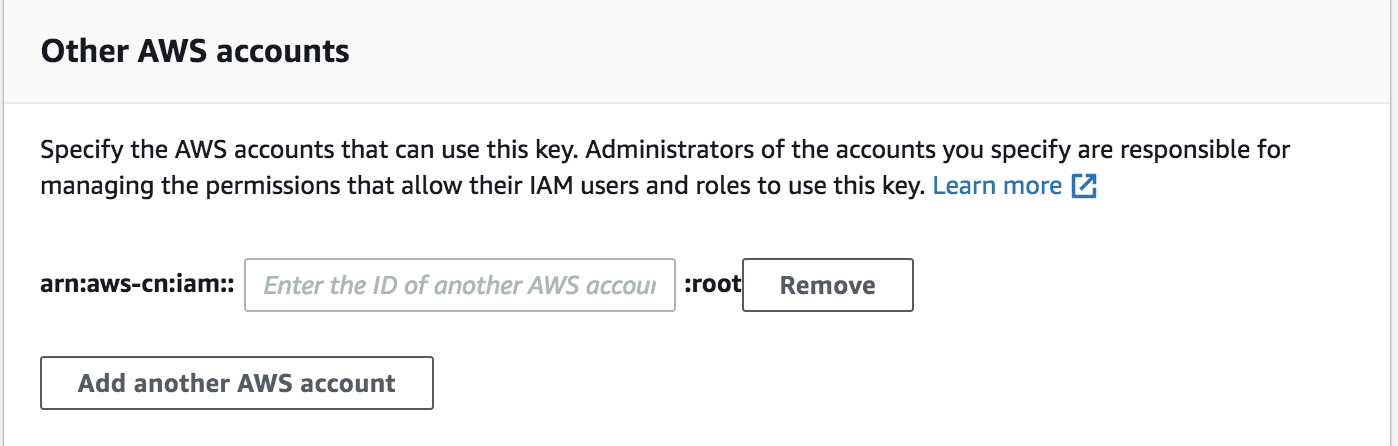 Other AWS accounts
Specify the AWS accounts that can use this key. Administrators of the accounts you specify are responsible for
managing the permissions that allow their IAM users and roles to use this key. Learn more
arn:aws-cn:iam:: Enter the ID of another AWS accour :root Remove
Add another AWS account